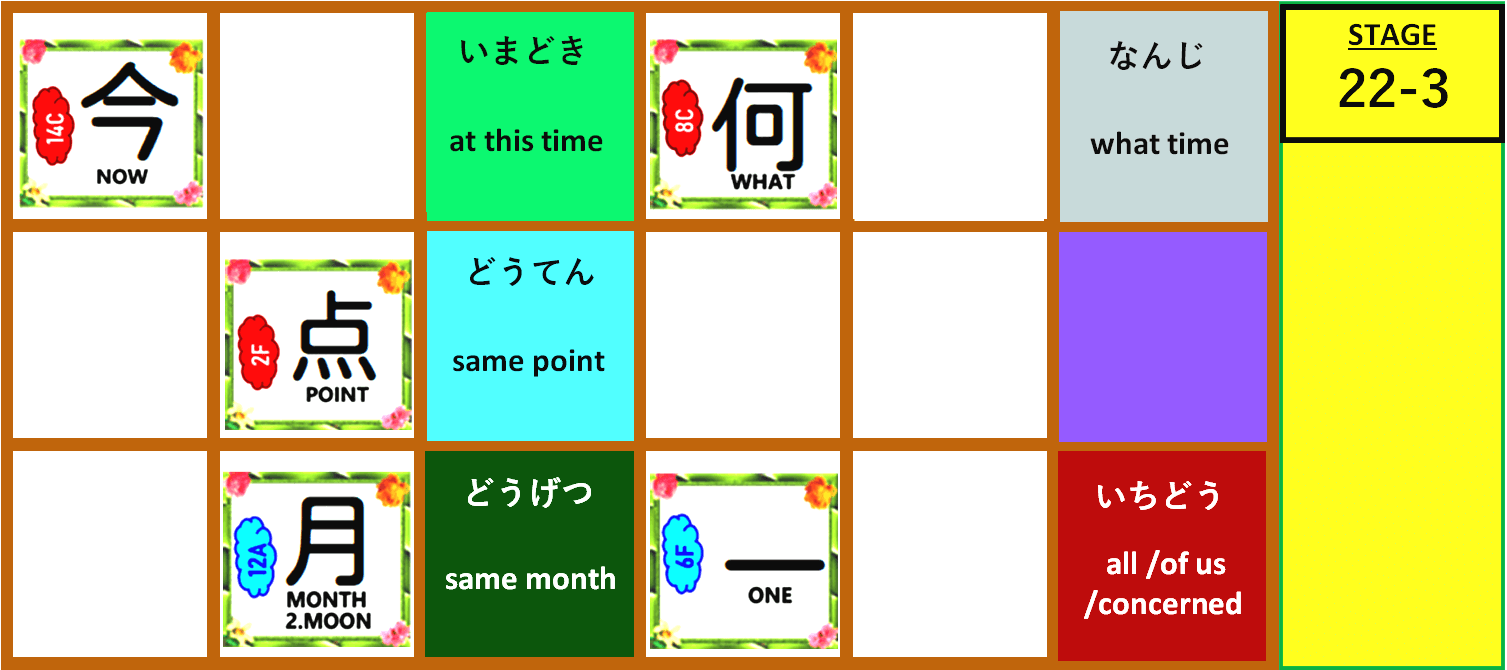 14C
今
NOW
いまどき
at this time
8C
何
WHAT
なんじ
what time
STAGE
22-3
2F
点
POINT
どうてん
same point
12A
月
MONTH
2.MOON
どうげつ
same month
6F
一
ONE
いちどう
all /of us
/concerned